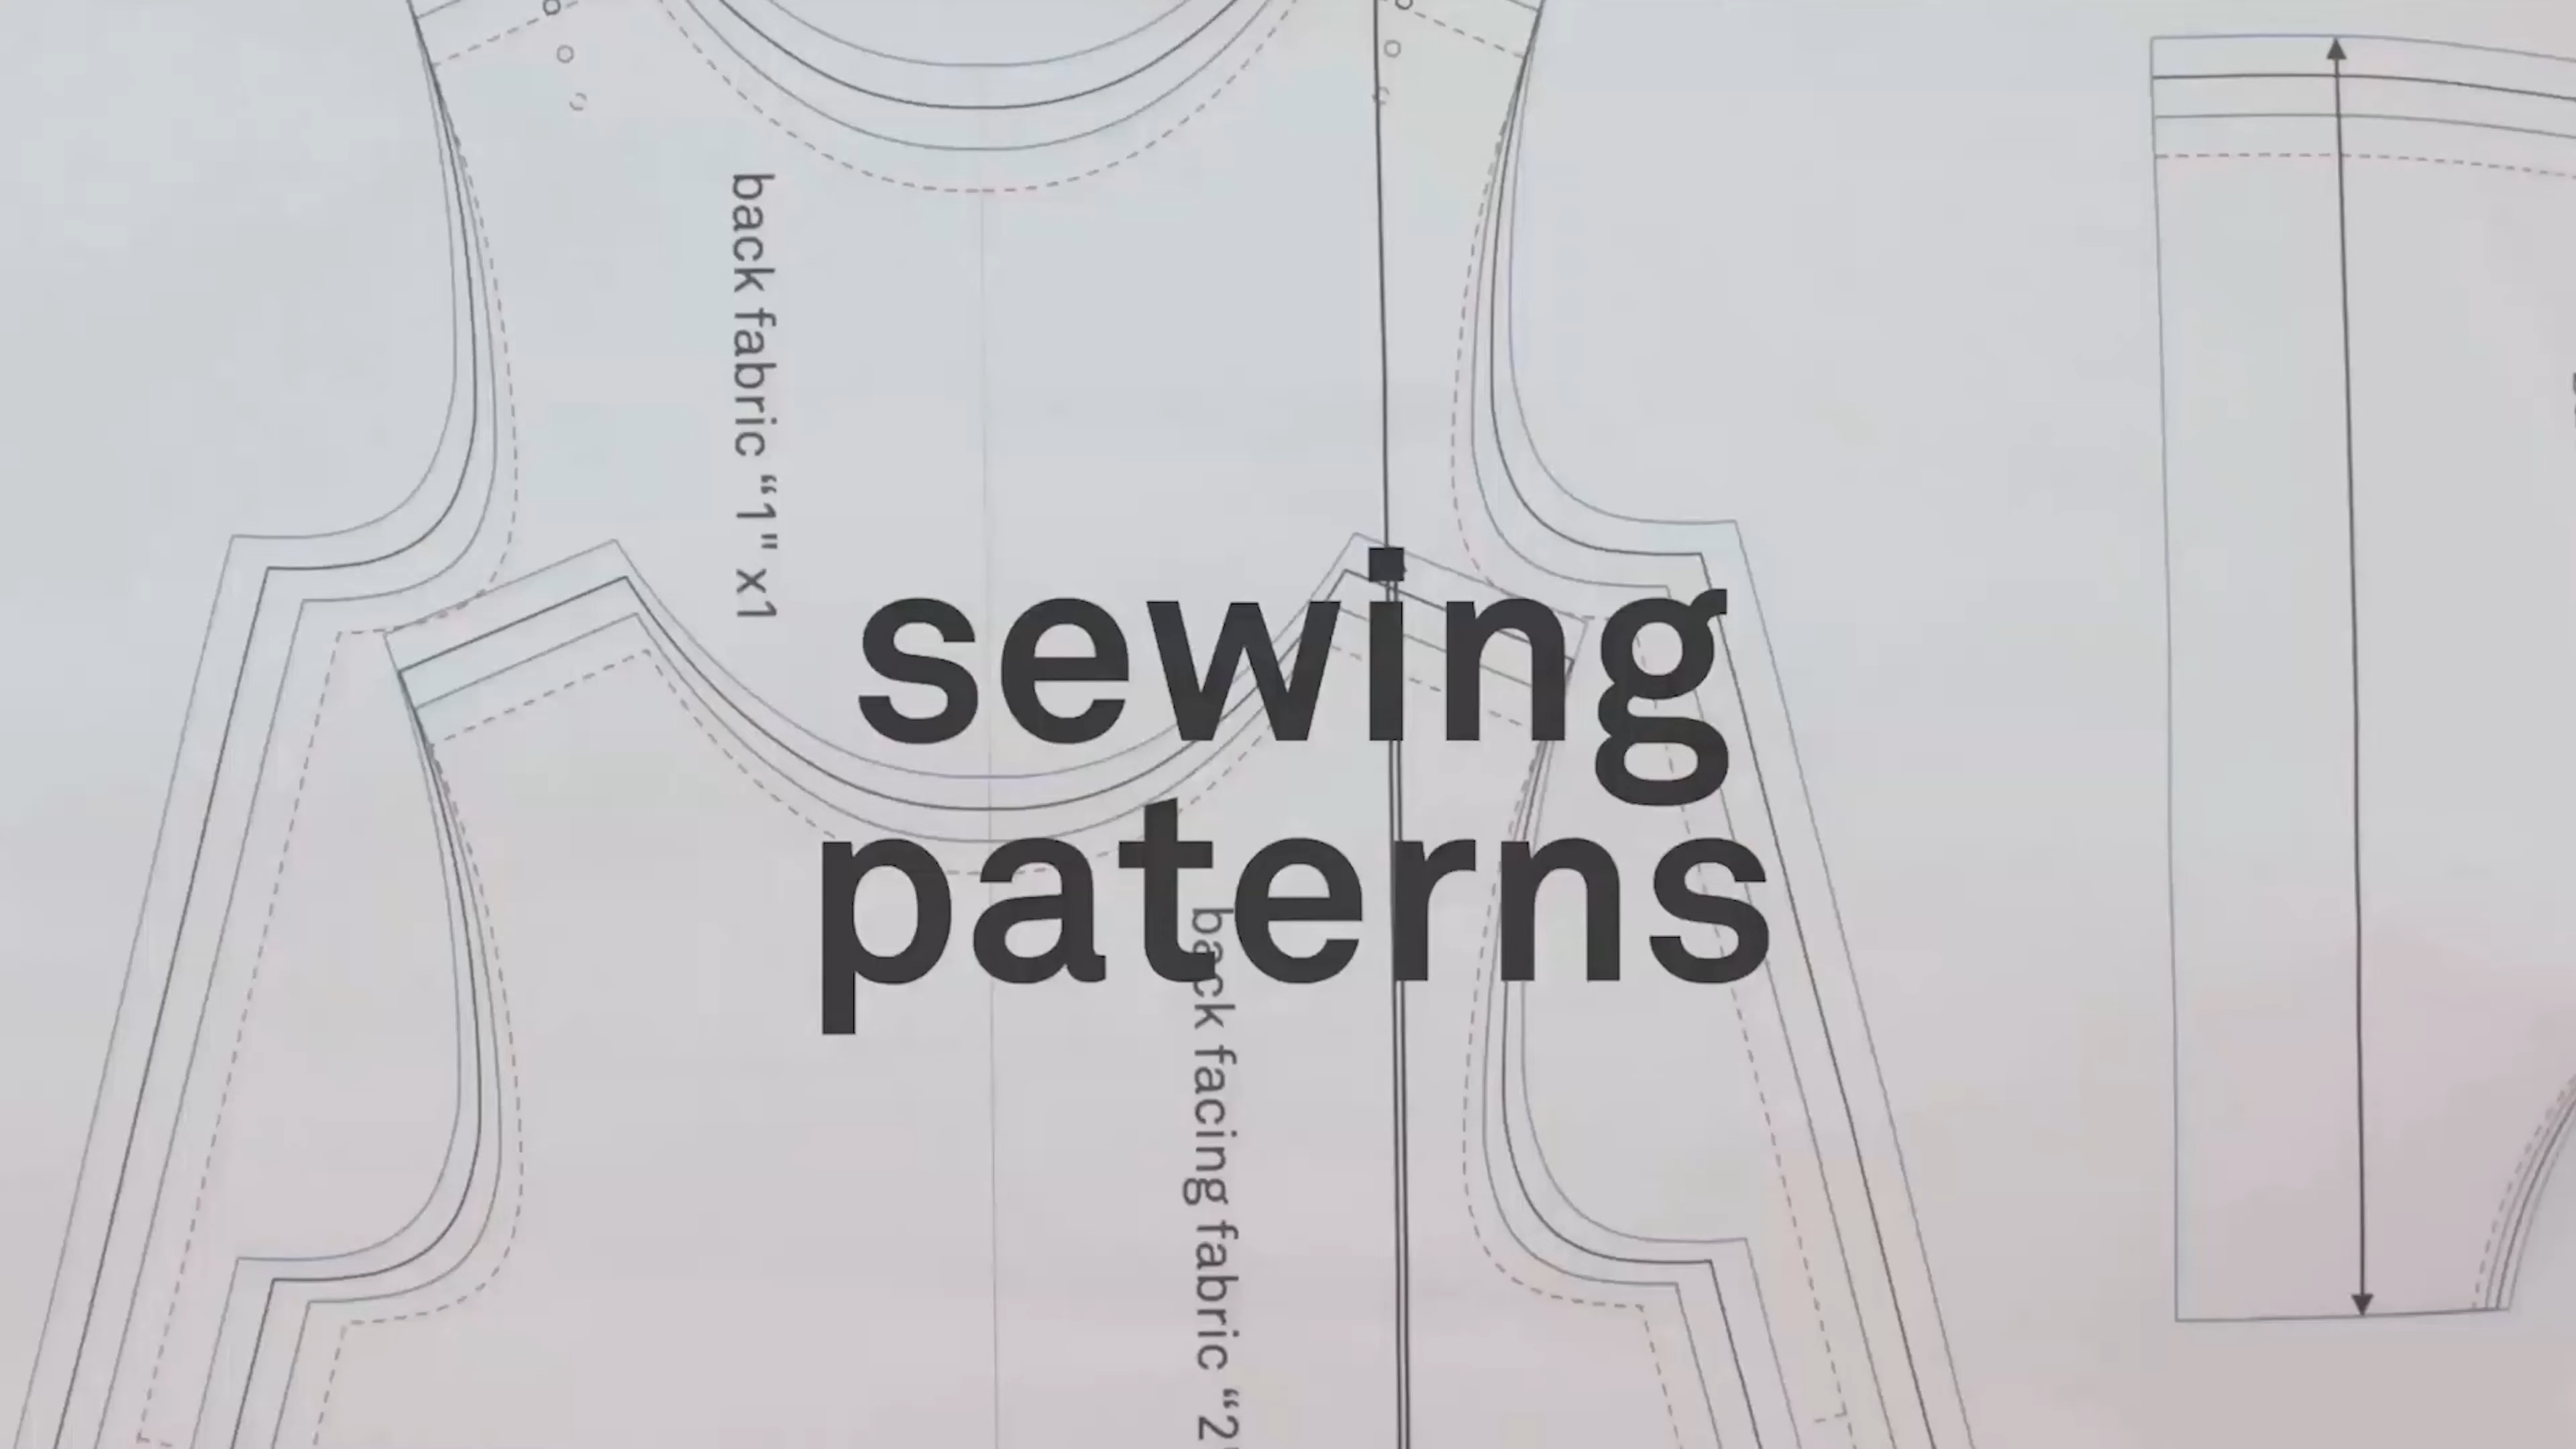 back fabric “1" x1
sewing
paterns
back facing fabric “2"